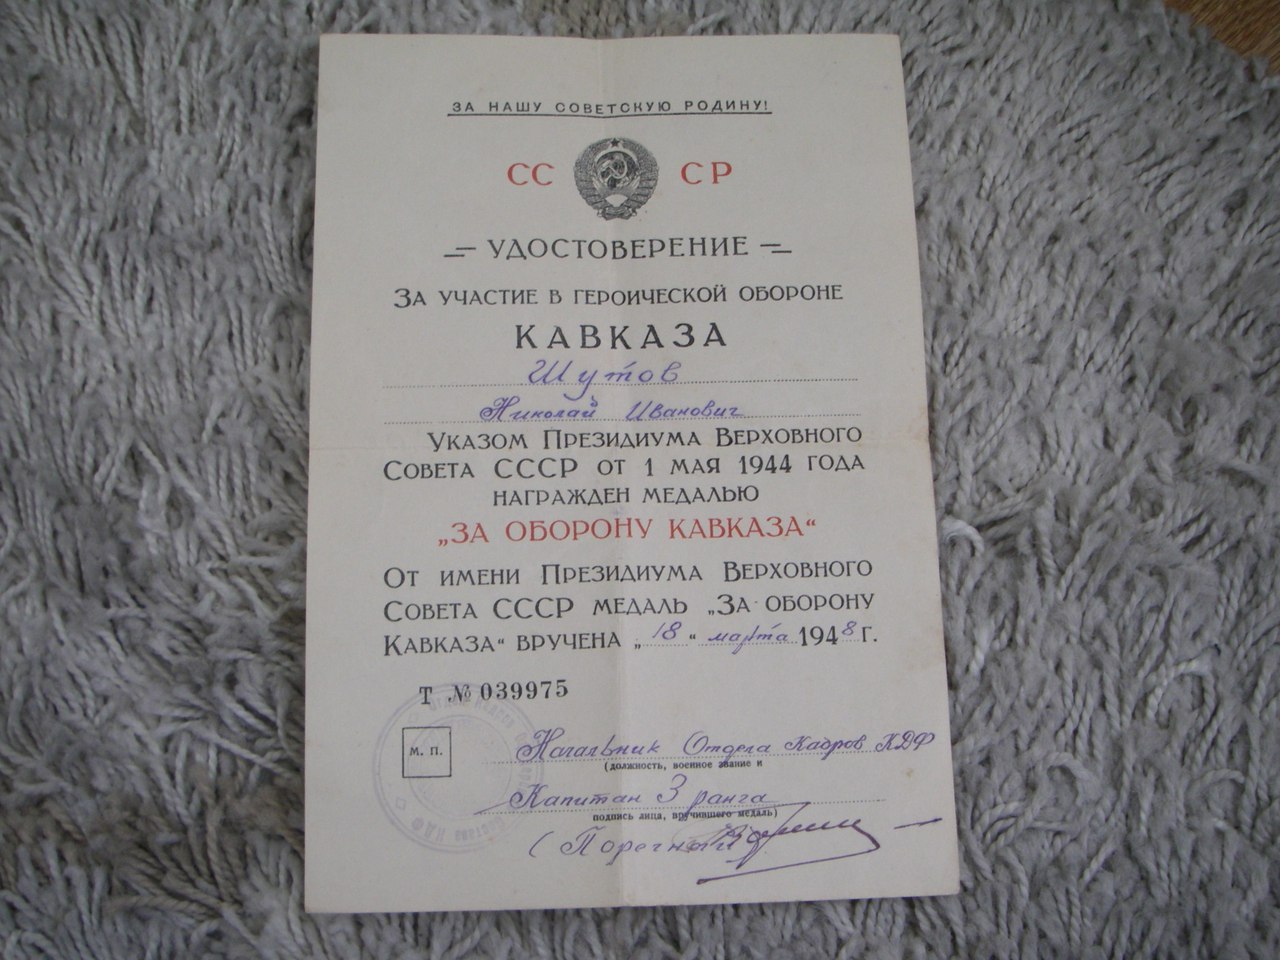 ЗА НАШУ СОВЕТСКУЮ РОДИНУ!
СС СР
УДОСТОВЕРЕНИЕ
ЗА УЧАСТИЕ В ГЕРОИЧЕСКОЙ ОБОРОНЕ
КАВКАЗА
Шутов
Николай Иванович
УКАЗОМ ПРЕЗИДИУМА ВЕРХОВНОГО
СОВЕТА СССР ОТ 1 МАЯ 1944 ГОДА
НАГРАЖДЕН МЕДАЛЬЮ
„ЗА ОБОРОНУ КАВКАЗА“
ОТ ИМЕНИ ПРЕЗИДИУМА ВЕРХОВНОГО
СОВЕТА СССР МЕДАЛЬ „ЗА ОБОРОНУ
КАВКАЗА“ ВРУЧЕНА „18“ марта 1948 Г.
Т № 039975
М. П.
Начальник Отдела Кадров КДФ
(должность, военное звание и
Капитан 3 ранга
подпись лица, вручившего медаль)
(Поречный